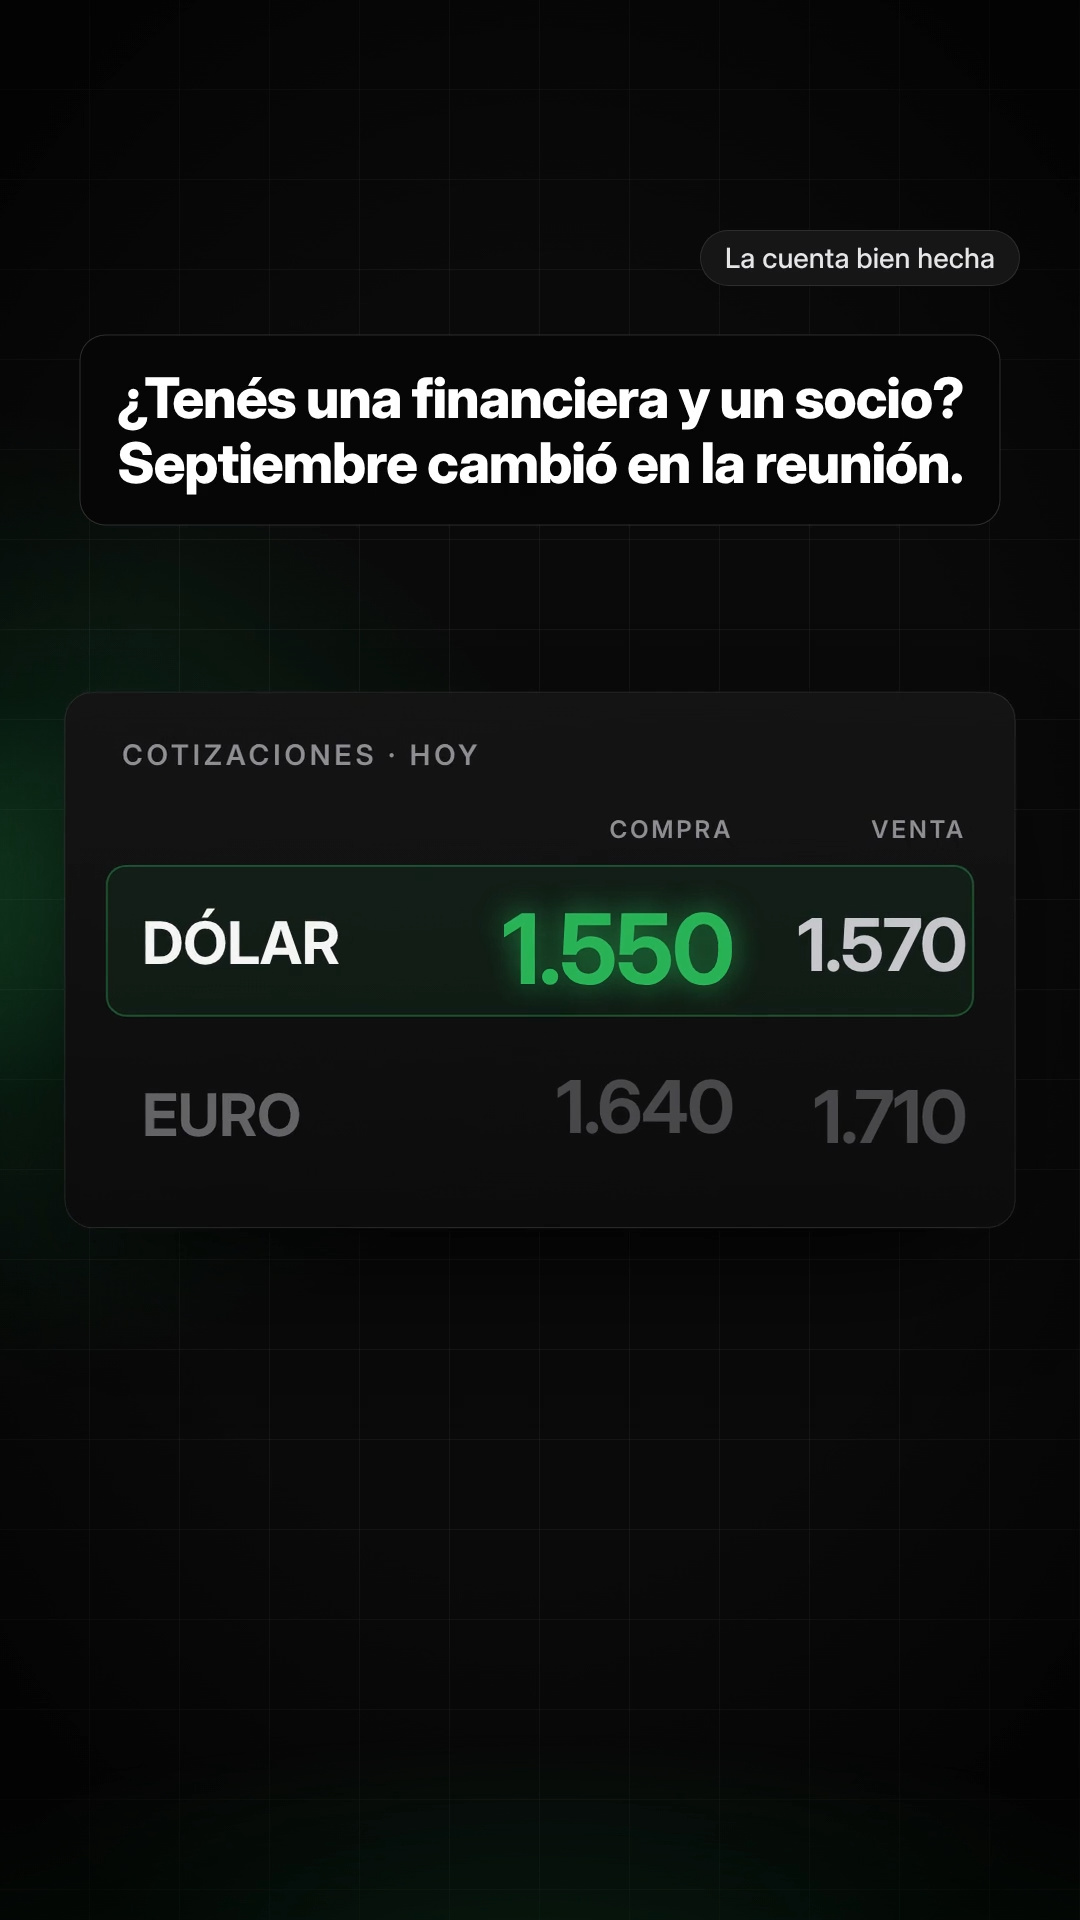 La cuenta bien hecha
¿Tenés una financiera y un socio?
Septiembre cambió en la reunión.
COTIZACIONES · HOY
COMPRA VENTA
DÓLAR 1.550 1.570
EURO 1.640 1.710